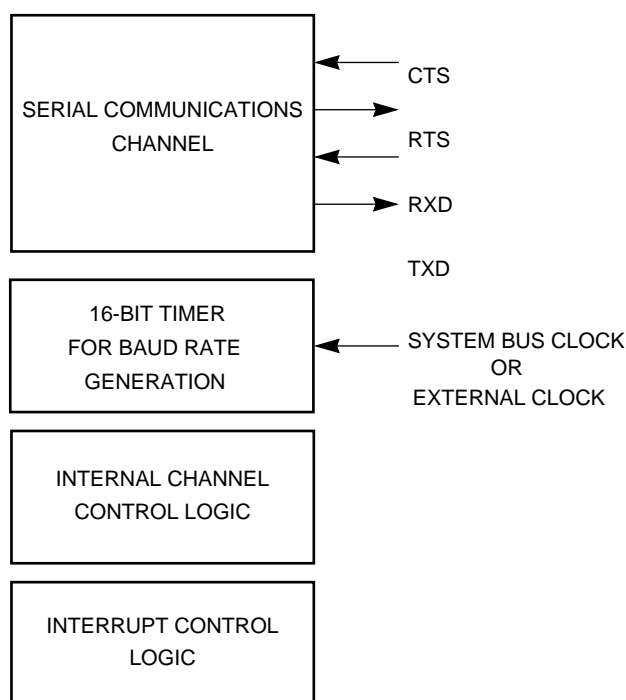 SERIAL COMMUNICATIONS
CHANNEL
CTS
RTS
RXD
TXD
16-BIT TIMER
FOR BAUD RATE
GENERATION
SYSTEM BUS CLOCK
OR
EXTERNAL CLOCK
INTERNAL CHANNEL
CONTROL LOGIC
INTERRUPT CONTROL
LOGIC